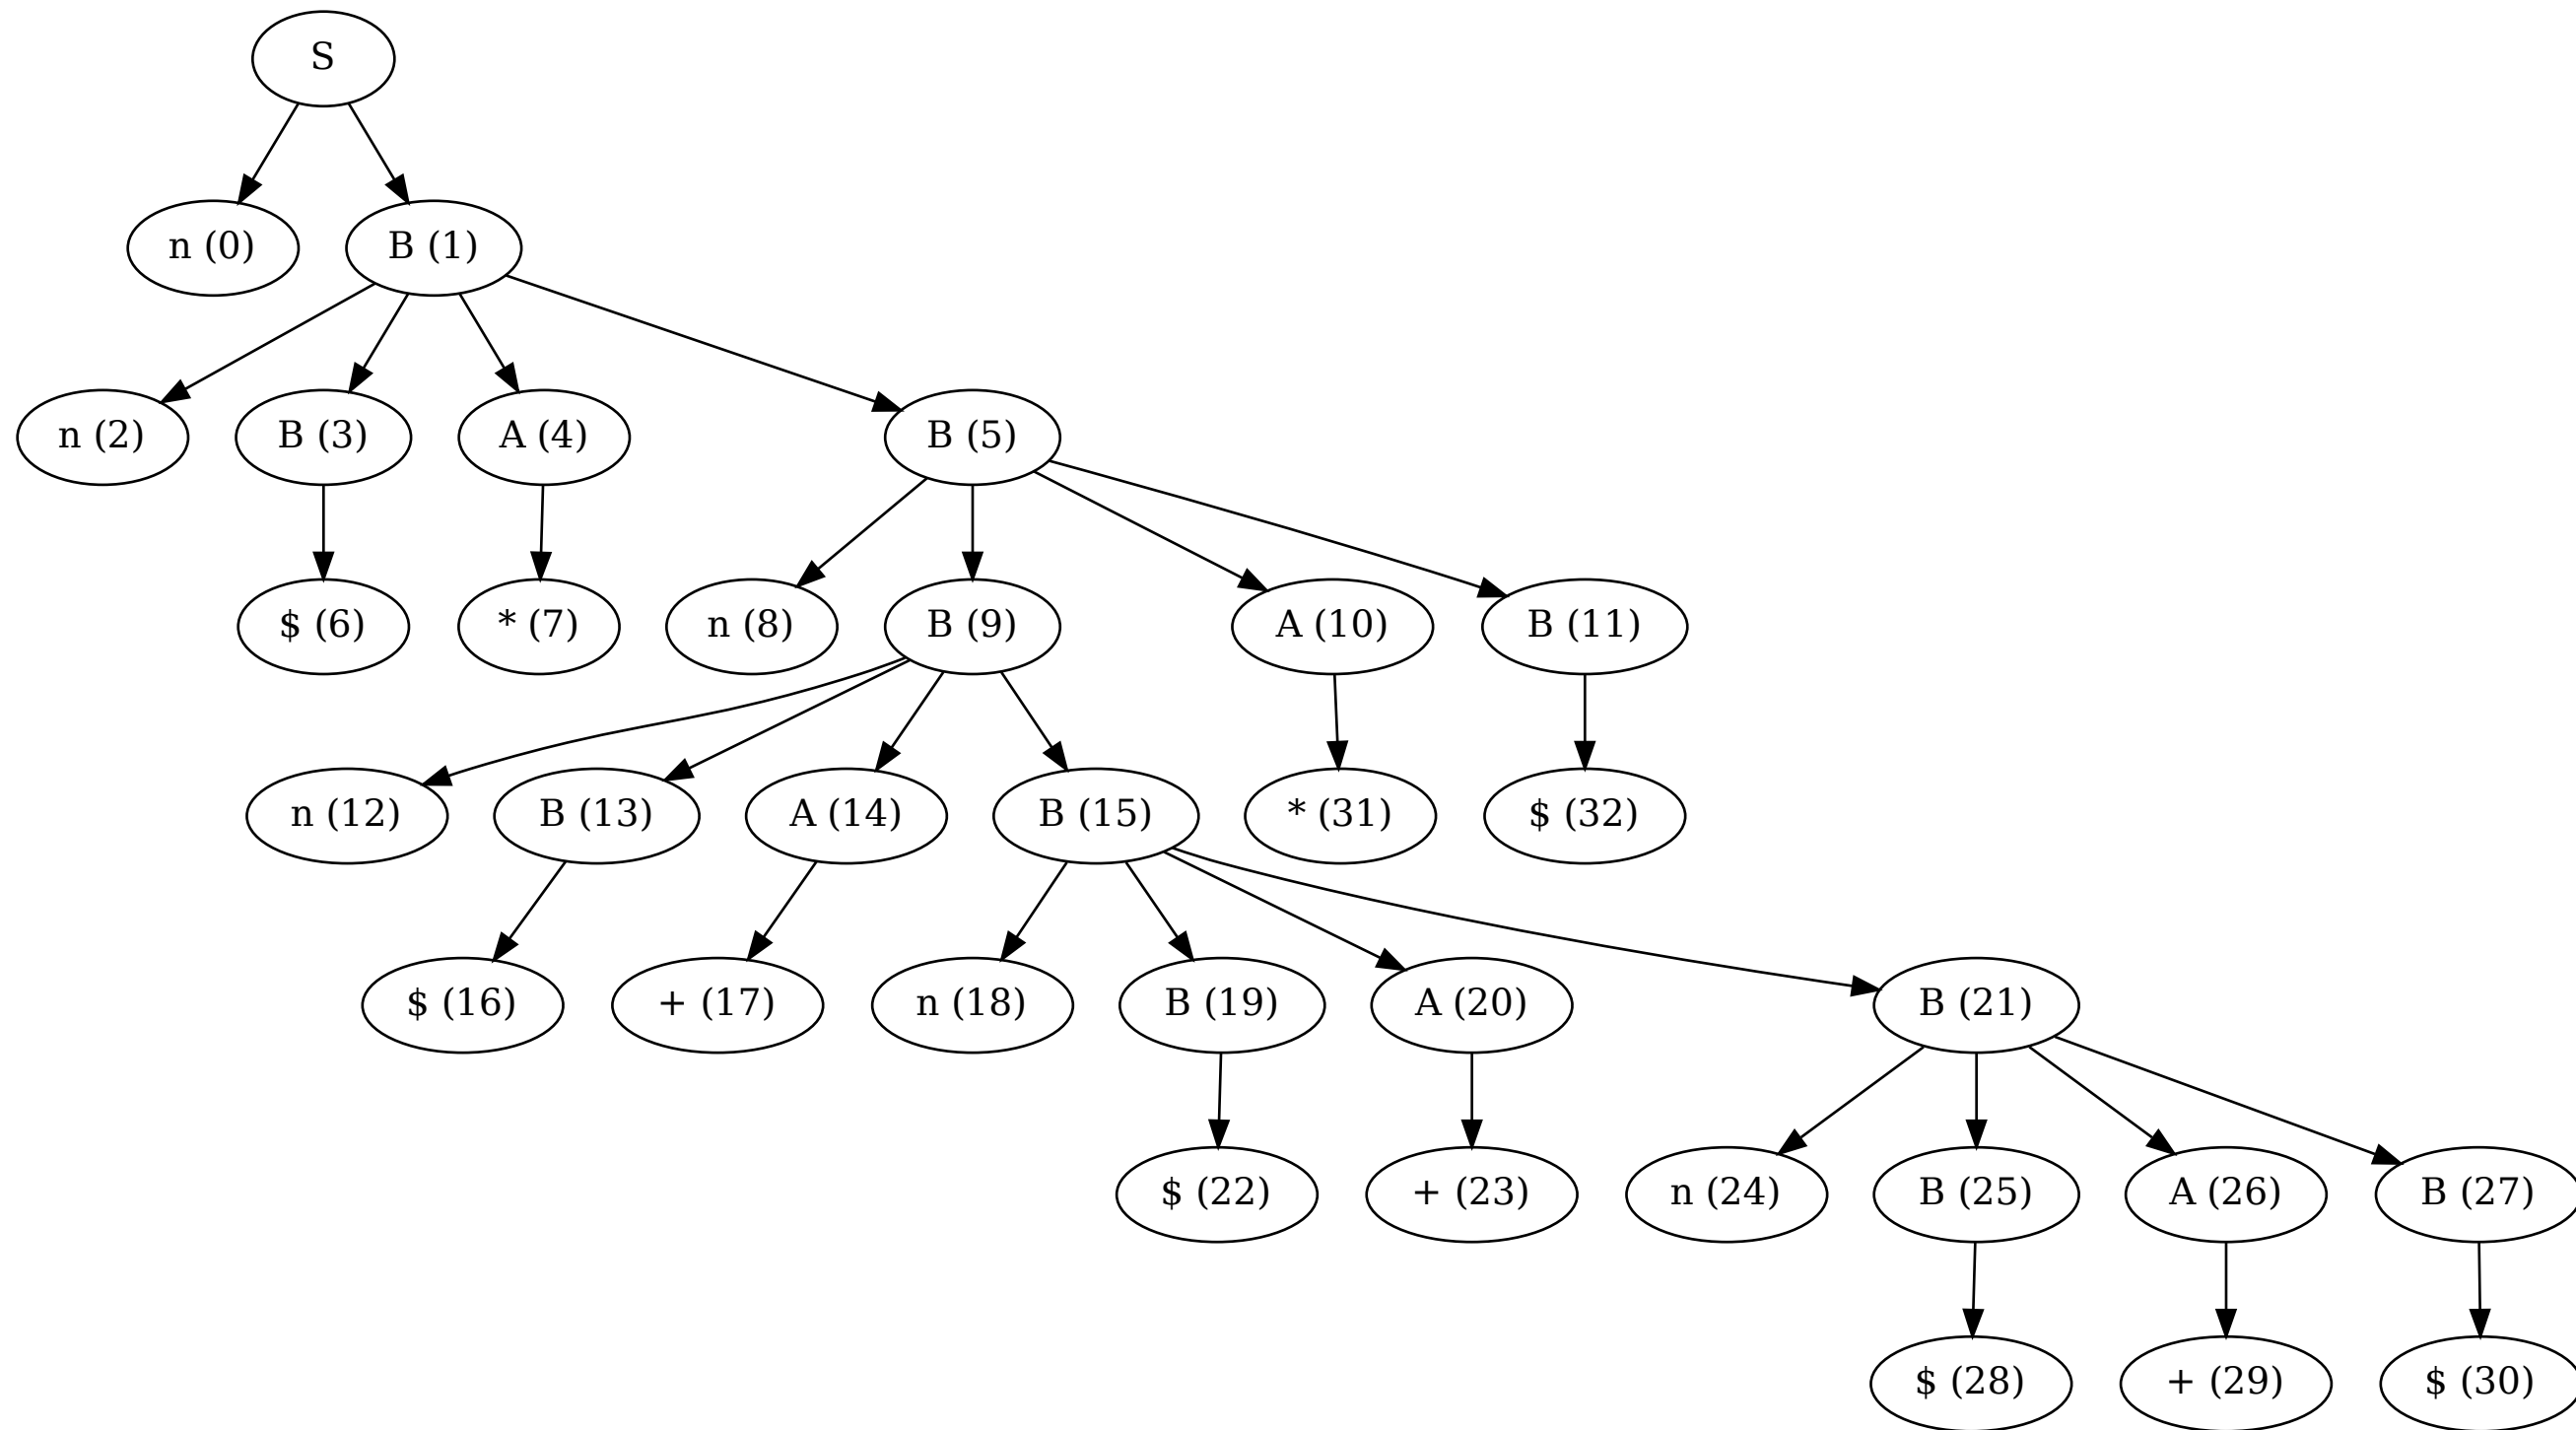 S
n (0)
B (1)
n (2)
B (3)
A (4)
B (5)
$ (6)
* (7)
n (8)
B (9)
A (10)
B (11)
n (12)
B (13)
A (14)
B (15)
* (31)
$ (32)
$ (16)
+ (17)
n (18)
B (19)
A (20)
B (21)
$ (22)
+ (23)
n (24)
B (25)
A (26)
B (27)
$ (28)
+ (29)
$ (30)